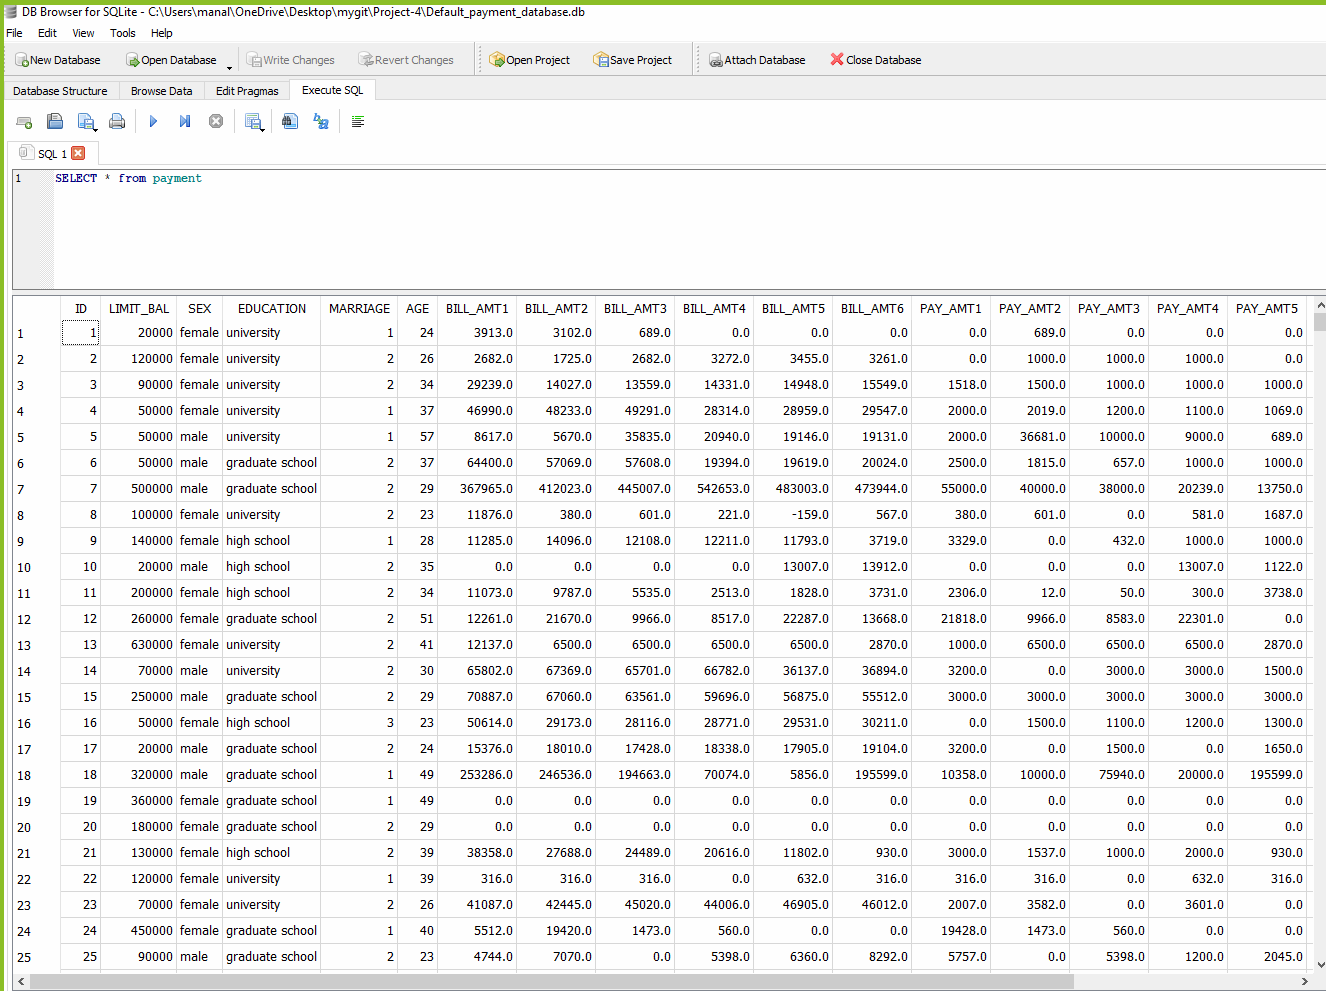 DB Browser for SQLite - C:\Users\manal\OneDrive\Desktop\mygit\Project-4\Default_payment_database.db
File Edit View Tools Help
New Database Open Database Write Changes Revert Changes Open Project Save Project Attach Database Close Database
Database Structure Browse Data Edit Pragmas Execute SQL
SQL 1
1 SELECT * from payment
ID LIMIT_BAL SEX EDUCATION MARRIAGE AGE BILL_AMT1 BILL_AMT2 BILL_AMT3 BILL_AMT4 BILL_AMT5 BILL_AMT6 PAY_AMT1 PAY_AMT2 PAY_AMT3 PAY_AMT4 PAY_AMT5
1 1 20000 female university 1 24 3913.0 3102.0 689.0 0.0 0.0 0.0 0.0 689.0 0.0 0.0 0.0
2 2 120000 female university 2 26 2682.0 1725.0 2682.0 3272.0 3455.0 3261.0 0.0 1000.0 1000.0 1000.0 0.0
3 3 90000 female university 2 34 29239.0 14027.0 13559.0 14331.0 14948.0 15549.0 1518.0 1500.0 1000.0 1000.0 1000.0
4 4 50000 female university 1 37 46990.0 48233.0 49291.0 28314.0 28959.0 29547.0 2000.0 2019.0 1200.0 1100.0 1069.0
5 5 50000 male university 1 57 8617.0 5670.0 35835.0 20940.0 19146.0 19131.0 2000.0 36681.0 10000.0 9000.0 689.0
6 6 50000 male graduate school 2 37 64400.0 57069.0 57608.0 19394.0 19619.0 20024.0 2500.0 1815.0 657.0 1000.0 1000.0
7 7 500000 male graduate school 2 29 367965.0 412023.0 445007.0 542653.0 483003.0 473944.0 55000.0 40000.0 38000.0 20239.0 13750.0
8 8 100000 female university 2 23 11876.0 380.0 601.0 221.0 -159.0 567.0 380.0 601.0 0.0 581.0 1687.0
9 9 140000 female high school 1 28 11285.0 14096.0 12108.0 12211.0 11793.0 3719.0 3329.0 0.0 432.0 1000.0 1000.0
10 10 20000 male high school 2 35 0.0 0.0 0.0 0.0 13007.0 13912.0 0.0 0.0 0.0 13007.0 1122.0
11 11 200000 female high school 2 34 11073.0 9787.0 5535.0 2513.0 1828.0 3731.0 2306.0 12.0 50.0 300.0 3738.0
12 12 260000 female graduate school 2 51 12261.0 21670.0 9966.0 8517.0 22287.0 13668.0 21818.0 9966.0 8583.0 22301.0 0.0
13 13 630000 female university 2 41 12137.0 6500.0 6500.0 6500.0 6500.0 2870.0 1000.0 6500.0 6500.0 6500.0 2870.0
14 14 70000 male university 2 30 65802.0 67369.0 65701.0 66782.0 36137.0 36894.0 3200.0 0.0 3000.0 3000.0 1500.0
15 15 250000 male graduate school 2 29 70887.0 67060.0 63561.0 59696.0 56875.0 55512.0 3000.0 3000.0 3000.0 3000.0 3000.0
16 16 50000 female high school 3 23 50614.0 29173.0 28116.0 28771.0 29531.0 30211.0 0.0 1500.0 1100.0 1200.0 1300.0
17 17 20000 male graduate school 2 24 15376.0 18010.0 17428.0 18338.0 17905.0 19104.0 3200.0 0.0 1500.0 0.0 1650.0
18 18 320000 male graduate school 1 49 253286.0 246536.0 194663.0 70074.0 5856.0 195599.0 10358.0 10000.0 75940.0 20000.0 195599.0
19 19 360000 female graduate school 1 49 0.0 0.0 0.0 0.0 0.0 0.0 0.0 0.0 0.0 0.0 0.0
20 20 180000 female graduate school 2 29 0.0 0.0 0.0 0.0 0.0 0.0 0.0 0.0 0.0 0.0 0.0
21 21 130000 female high school 2 39 38358.0 27688.0 24489.0 20616.0 11802.0 930.0 3000.0 1537.0 1000.0 2000.0 930.0
22 22 120000 female university 1 39 316.0 316.0 316.0 0.0 632.0 316.0 316.0 316.0 0.0 632.0 316.0
23 23 70000 female university 2 26 41087.0 42445.0 45020.0 44006.0 46905.0 46012.0 2007.0 3582.0 0.0 3601.0 0.0
24 24 450000 female graduate school 1 40 5512.0 19420.0 1473.0 560.0 0.0 0.0 19428.0 1473.0 560.0 0.0 0.0
25 25 90000 male graduate school 2 23 4744.0 7070.0 0.0 5398.0 6360.0 8292.0 5757.0 0.0 5398.0 1200.0 2045.0